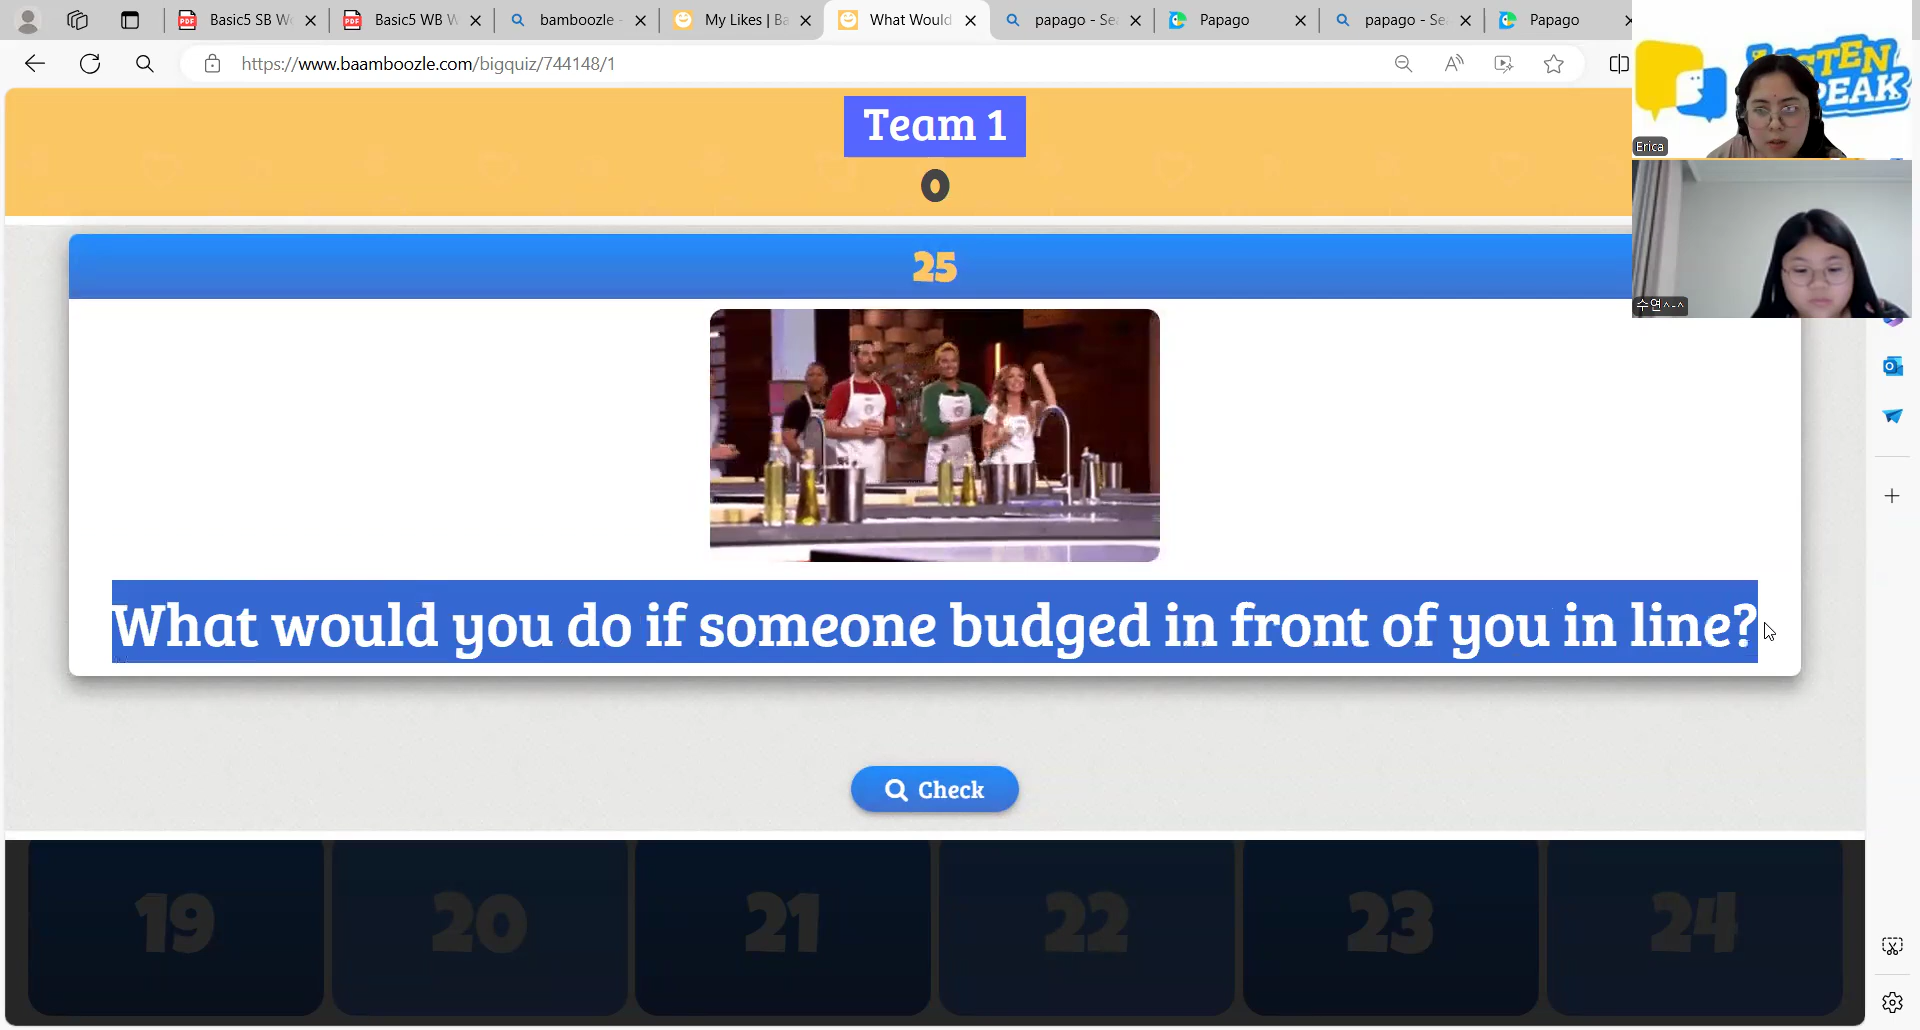 Basic5 SB W
Basic5 WB W
bamboozle -
My Likes | Ba
What Would
papago - Se
Papago
papago - Se
Papago
https://www.baamboozle.com/bigquiz/744148/1
Team 1
0
LISTEN
SPEAK
Erica
수연^-^
25
What would you do if someone budged in front of you in line?
Check
19
20
21
22
23
24